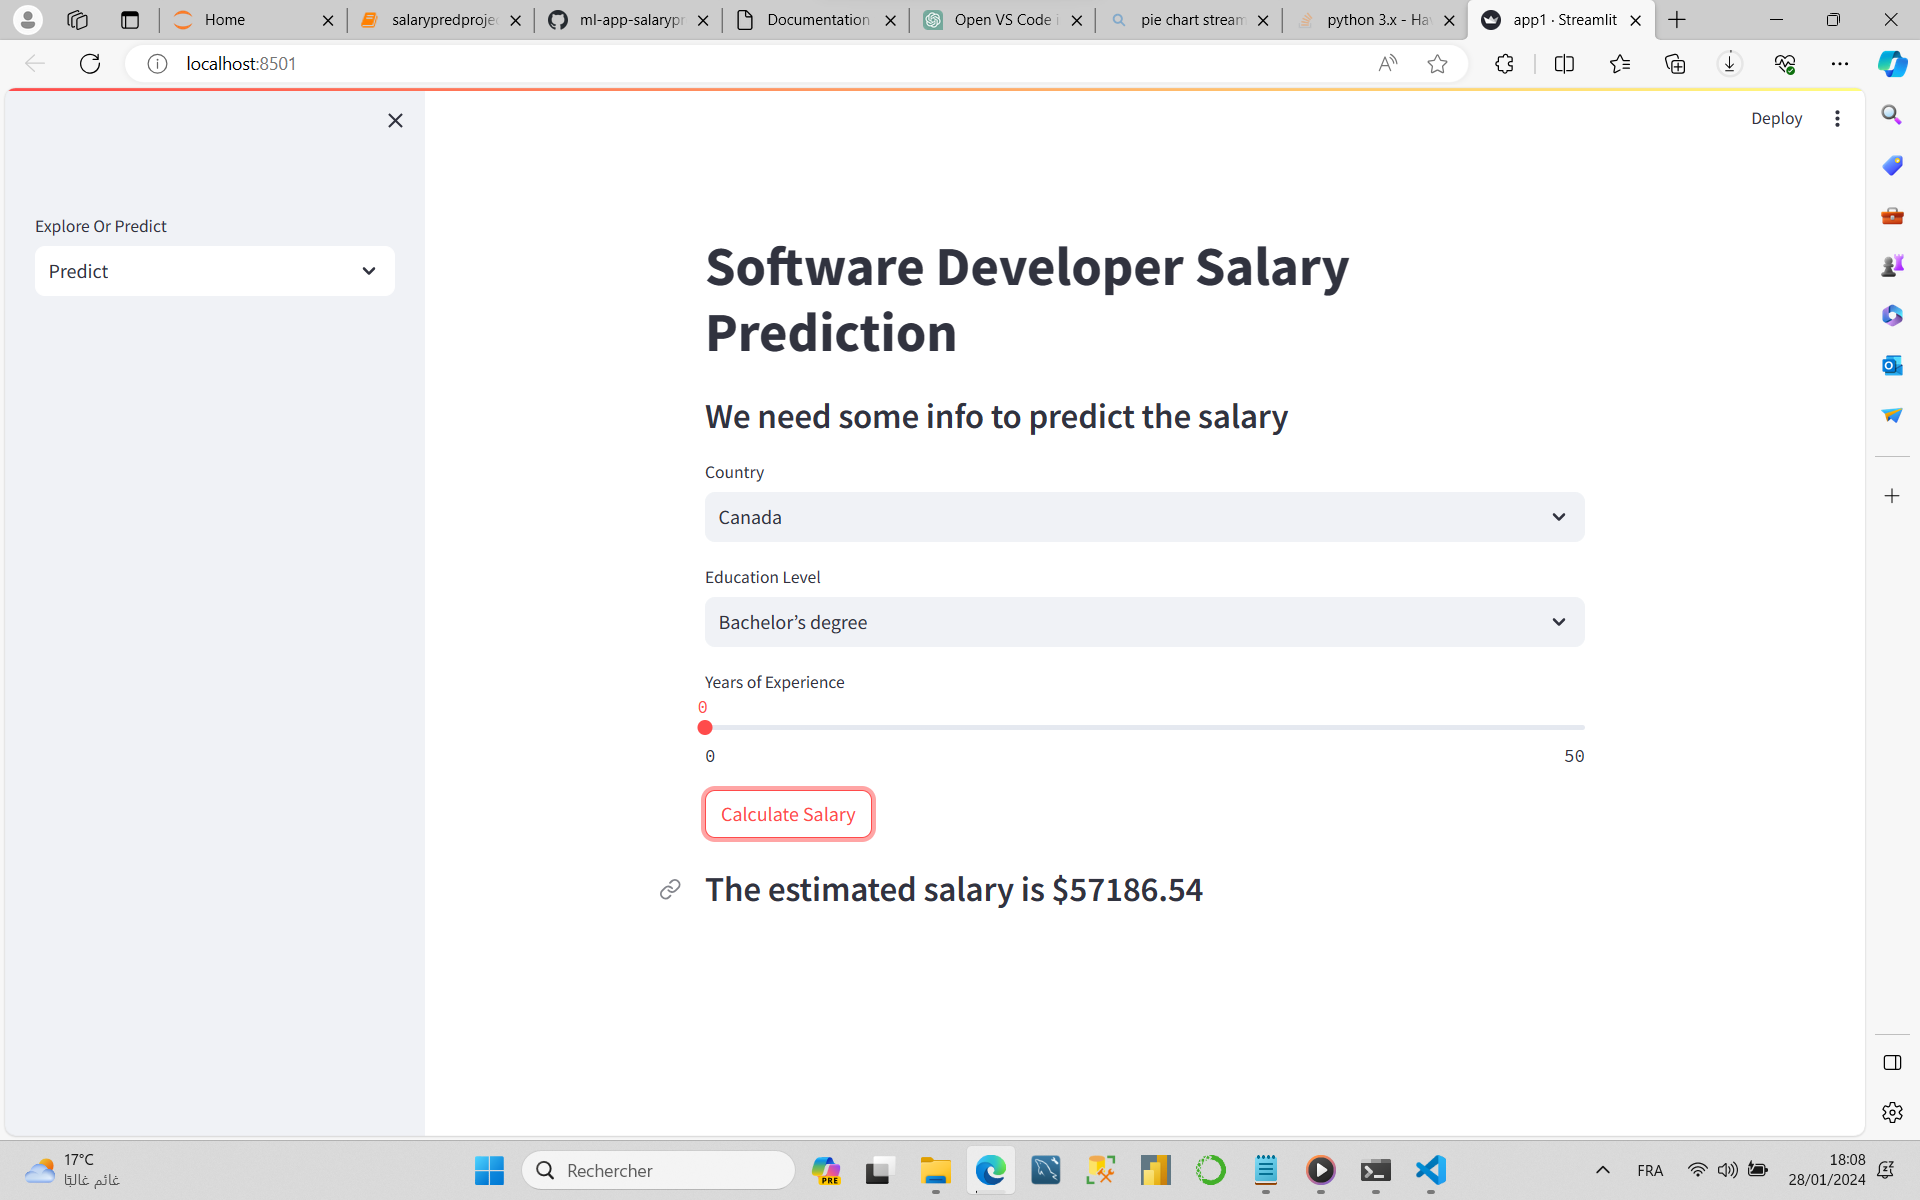 Home
salarypredproje
ml-app-salarypr
Documentation
Open VS Code i
pie chart stream
python 3.x - Ha
app1 · Streamlit
localhost:8501
Deploy
Explore Or Predict
Predict
Software Developer Salary
Prediction
We need some info to predict the salary
Country
Canada
Education Level
Bachelor’s degree
Years of Experience
0
0
50
Calculate Salary
The estimated salary is $57186.54
17°C
غائم غالبًا
Rechercher
PRE
FRA
18:08
28/01/2024